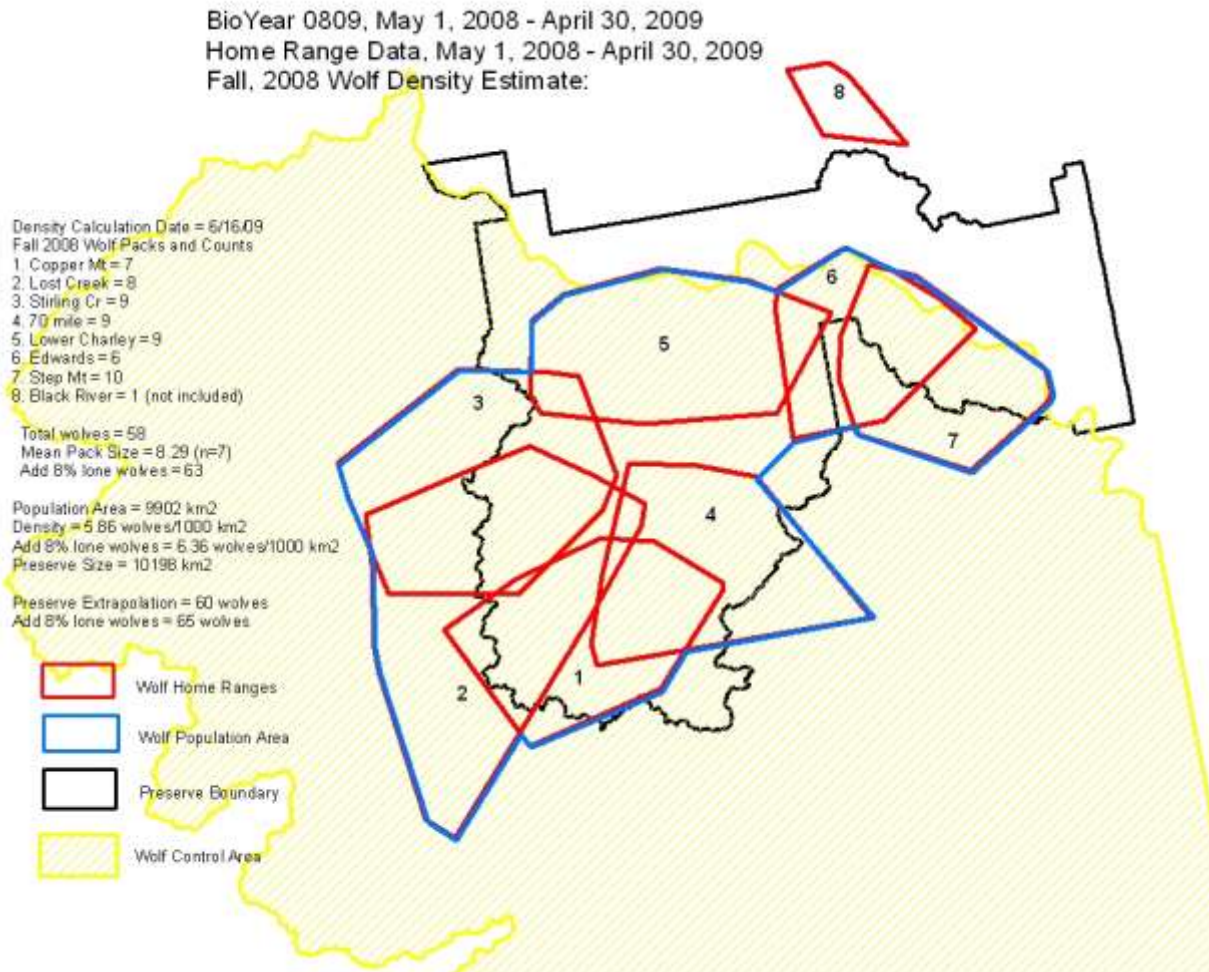 BioYear 0809, May 1, 2008 - April 30, 2009
Home Range Data, May 1, 2008 - April 30, 2009
Fall, 2008 Wolf Density Estimate:
8
Density Calculation Date = 6/16/09
Fall 2008 Wolf Packs and Counts
1. Copper Mt = 7
2. Lost Creek = 8
3. Stirling Cr = 9
4. 70 mile = 9
5. Lower Charley = 9
6. Edwards = 6
7. Step Mt = 10
8. Black River = 1 (not included)
Total wolves = 58
Mean Pack Size = 8.29 (n=7)
Add 8% lone wolves = 63
Population Area = 9902 km2
Density = 5.86 wolves/1000 km2
Add 8% lone wolves = 6.36 wolves/1000 km2
Preserve Size = 10198 km2
Preserve Extrapolation = 60 wolves
Add 8% lone wolves = 65 wolves
6
5
3
7
4
1
2
Wolf Home Ranges
Wolf Population Area
Preserve Boundary
Wolf Control Area